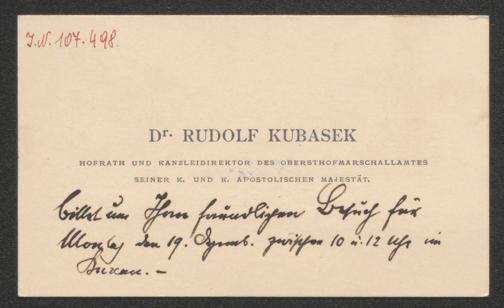 I.N. 107.498.
Dr. RUDOLF KUBASEK
HOFRATH UND KANZLEIDIREKTOR DES OBERSTHOFMARSCHALLAMTES
SEINER K. UND K. APOSTOLISCHEN MAJESTÄT,
bittet um Ihren freundlichen Besuch für
Montag den 19. Dezemb. zwischen 10 u. 12 Uhr im
Bureau. –